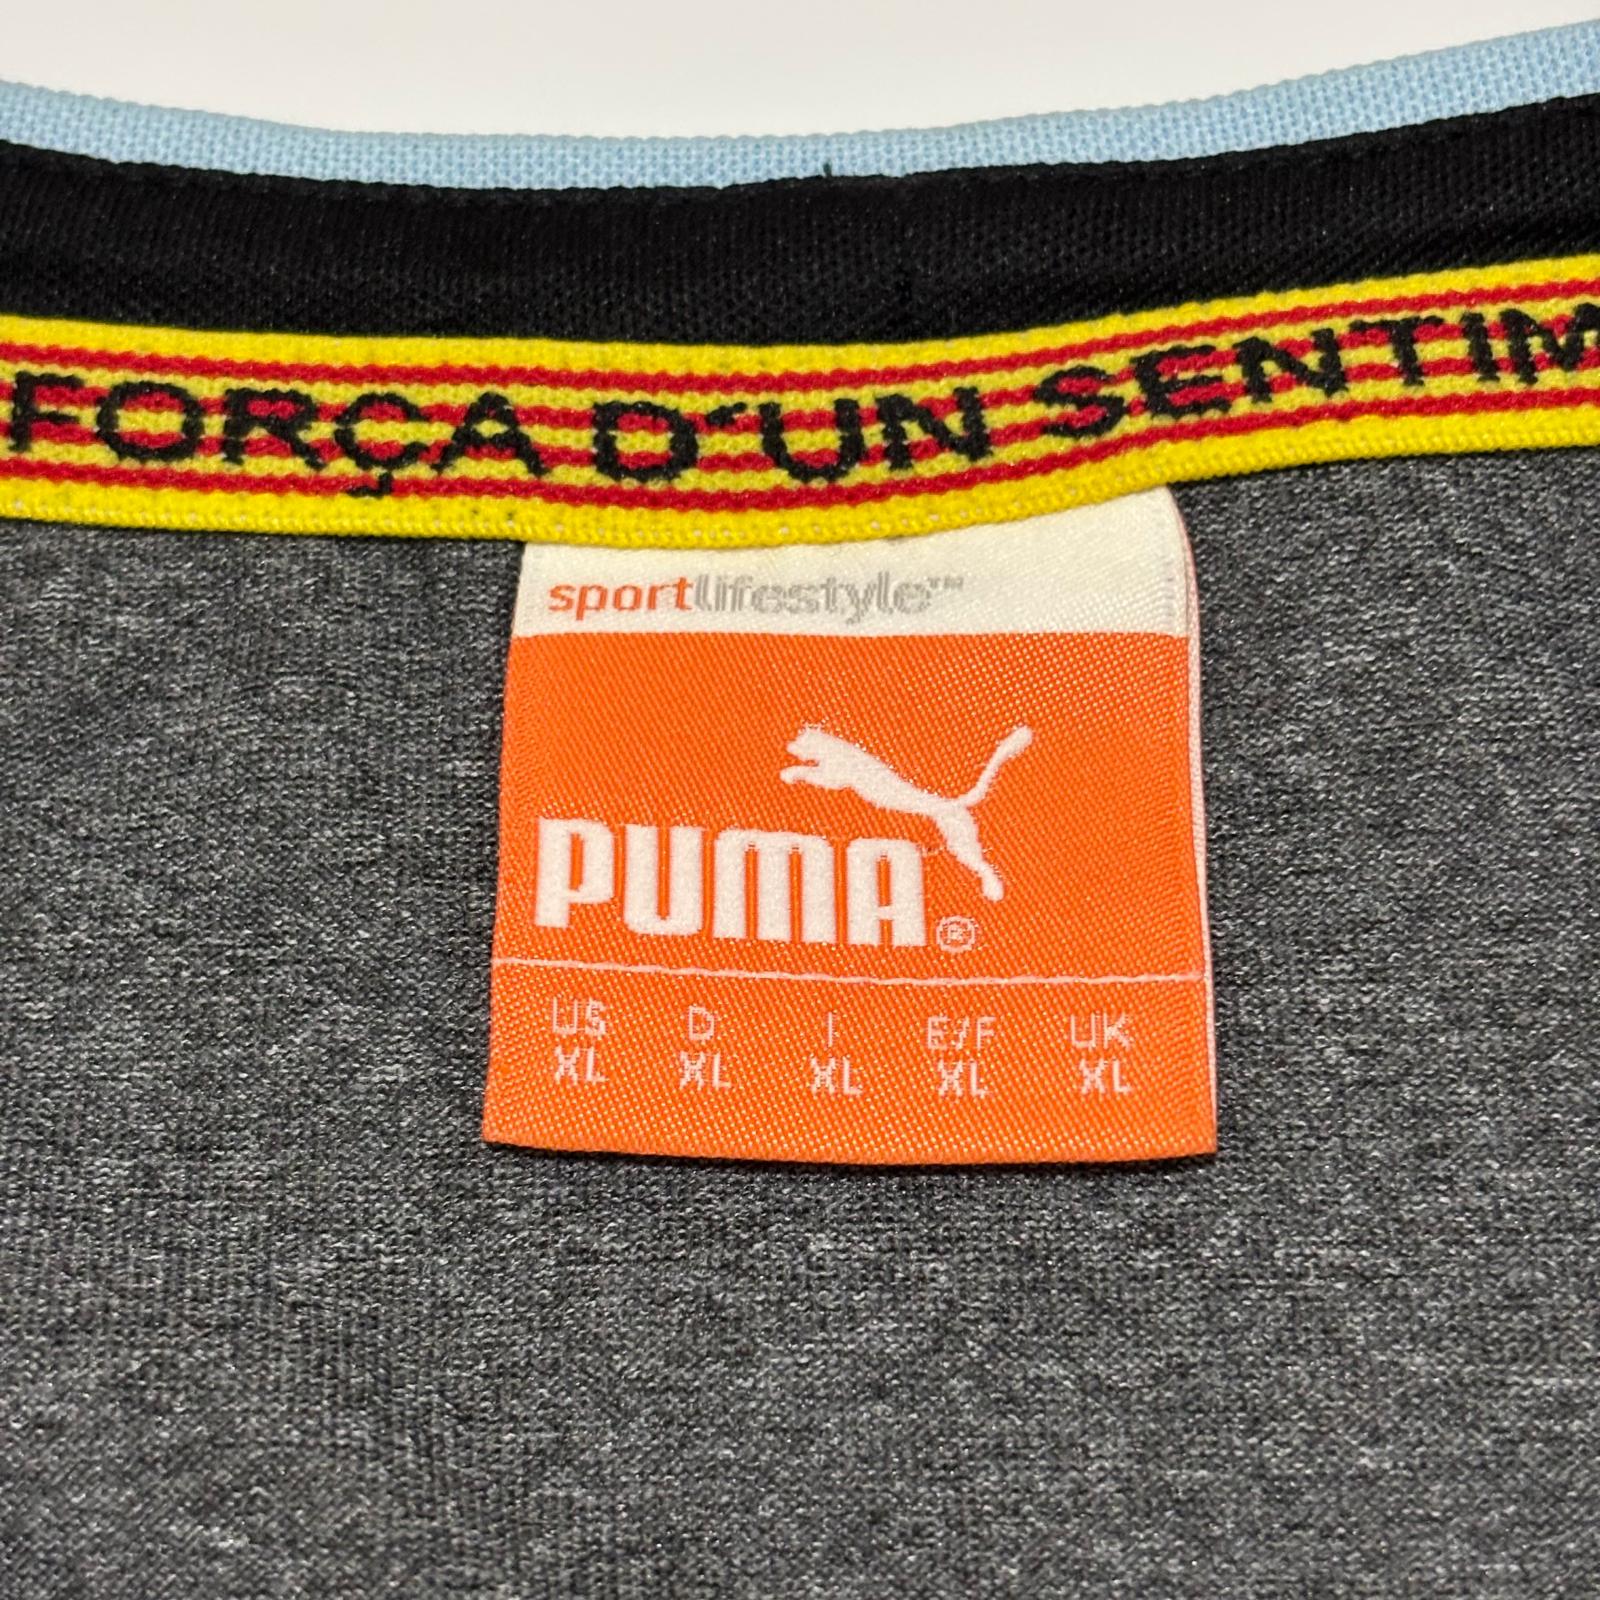 FORÇA D'UN SENTIM
sportlifestyle™
PUMA®
US D I E/F UK
XL XL XL XL XL